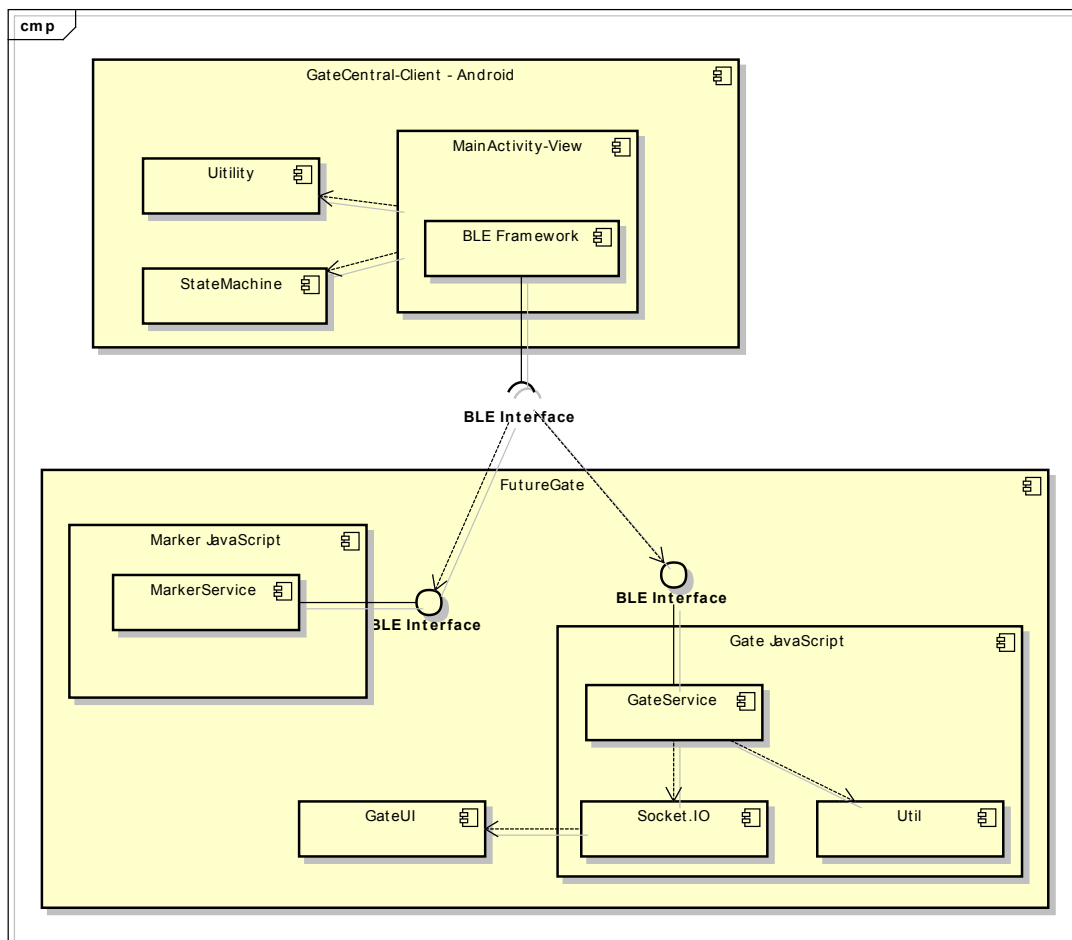 cmp
GateCentral-Client - Android
MainActivity-View
Uitility
BLE Framework
StateMachine
BLE Interface
FutureGate
Marker JavaScript
MarkerService
BLE Interface
BLE Interface
Gate JavaScript
GateService
GateUI
Socket.IO
Util